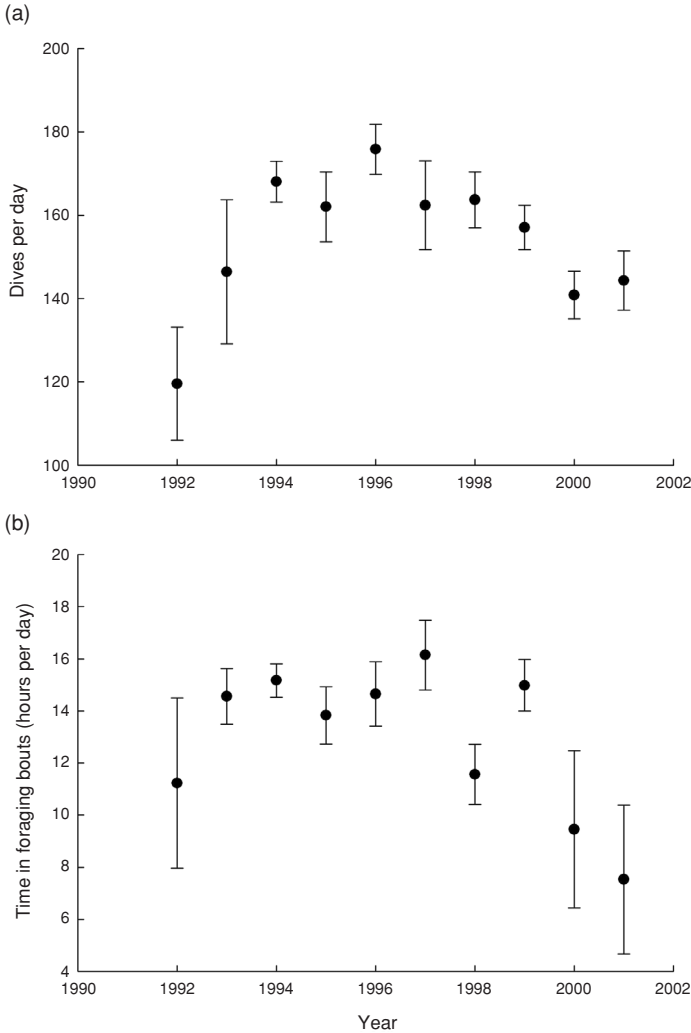 (a)
200
180
160
140
120
100
Dives per day
1990 1992 1994 1996 1998 2000 2002
(b)
20
18
16
14
12
10
8
6
4
Time in foraging bouts (hours per day)
1990 1992 1994 1996 1998 2000 2002
Year